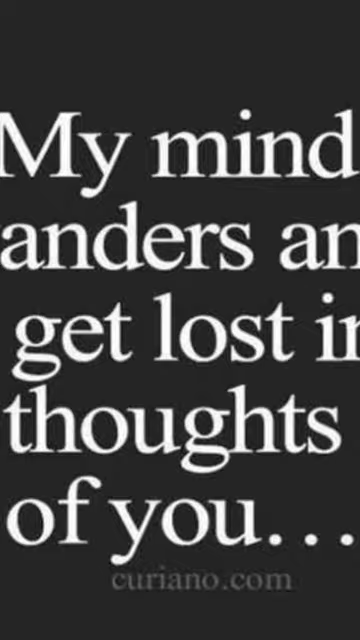 My mind
anders an
get lost in
thoughts
of you...
curiano.com